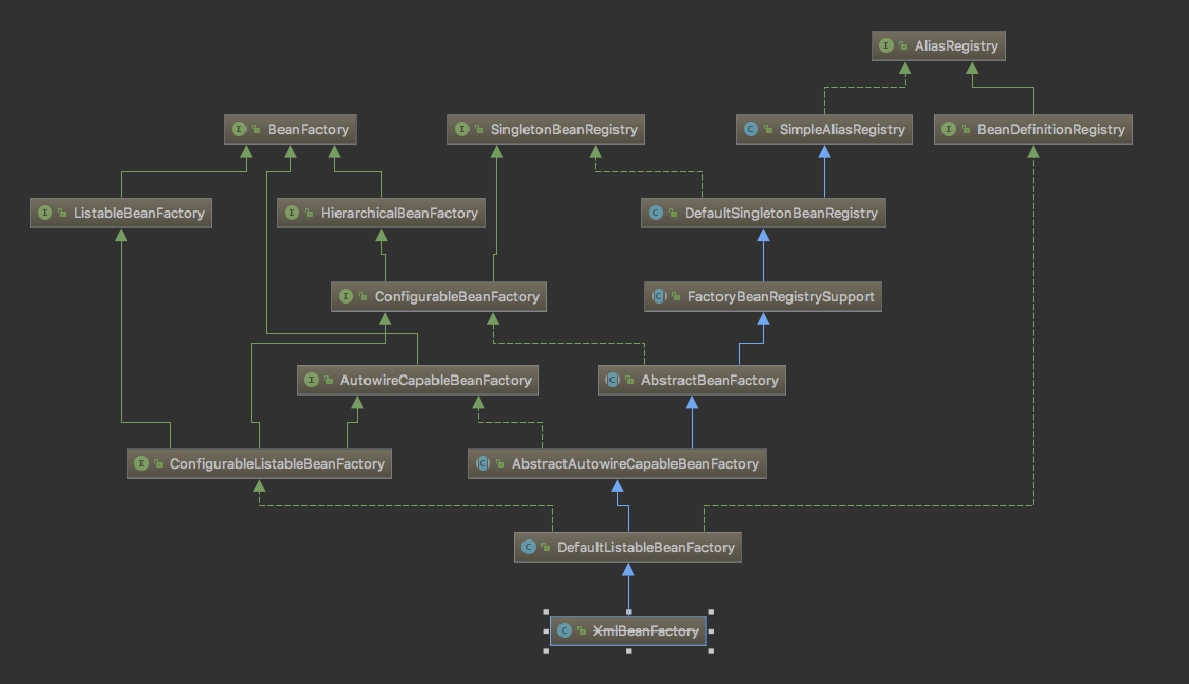 AliasRegistry
BeanFactory
SingletonBeanRegistry
SimpleAliasRegistry
BeanDefinitionRegistry
ListableBeanFactory
HierarchicalBeanFactory
DefaultSingletonBeanRegistry
ConfigurableBeanFactory
FactoryBeanRegistrySupport
AutowireCapableBeanFactory
AbstractBeanFactory
ConfigurableListableBeanFactory
AbstractAutowireCapableBeanFactory
DefaultListableBeanFactory
XmlBeanFactory